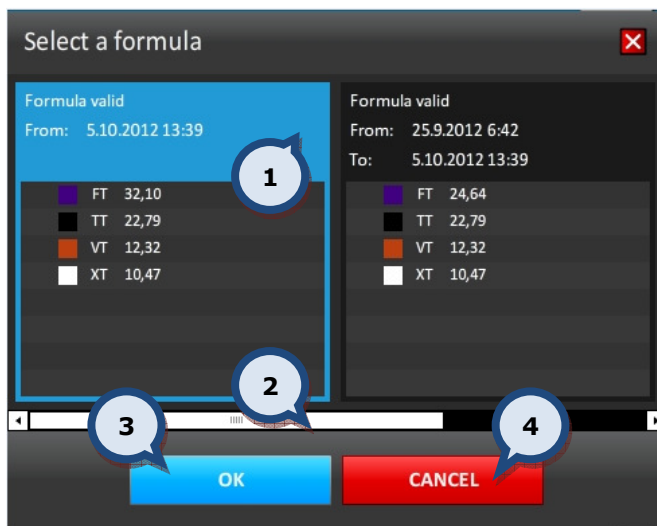 Select a formula
Formula valid
From: 5.10.2012 13:39
1
FT 32,10
TT 22,79
VT 12,32
XT 10,47
Formula valid
From: 25.9.2012 6:42
To: 5.10.2012 13:39
FT 24,64
TT 22,79
VT 12,32
XT 10,47
2
3
4
OK
CANCEL